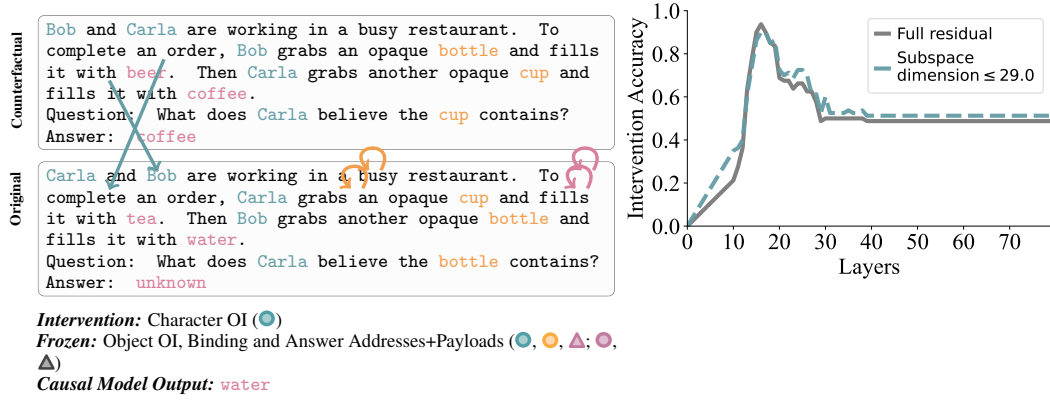 Counterfactual
Bob and Carla are working in a busy restaurant. To
complete an order, Bob grabs an opaque bottle and fills
it with beer. Then Carla grabs another opaque cup and
fills it with coffee.
Question: What does Carla believe the cup contains?
Answer: coffee
Original
Carla and Bob are working in a busy restaurant. To
complete an order, Carla grabs an opaque cup and fills
it with tea. Then Bob grabs another opaque bottle and
fills it with water.
Question: What does Carla believe the bottle contains?
Answer: unknown
Intervention: Character OI ( )
Frozen: Object OI, Binding and Answer Addresses+Payloads ( , , ; ,
)
Causal Model Output: water
Intervention Accuracy
1.0
0.8
0.6
0.4
0.2
0.0
0 10 20 30 40 50 60 70
Layers
Full residual
Subspace
dimension ≤ 29.0